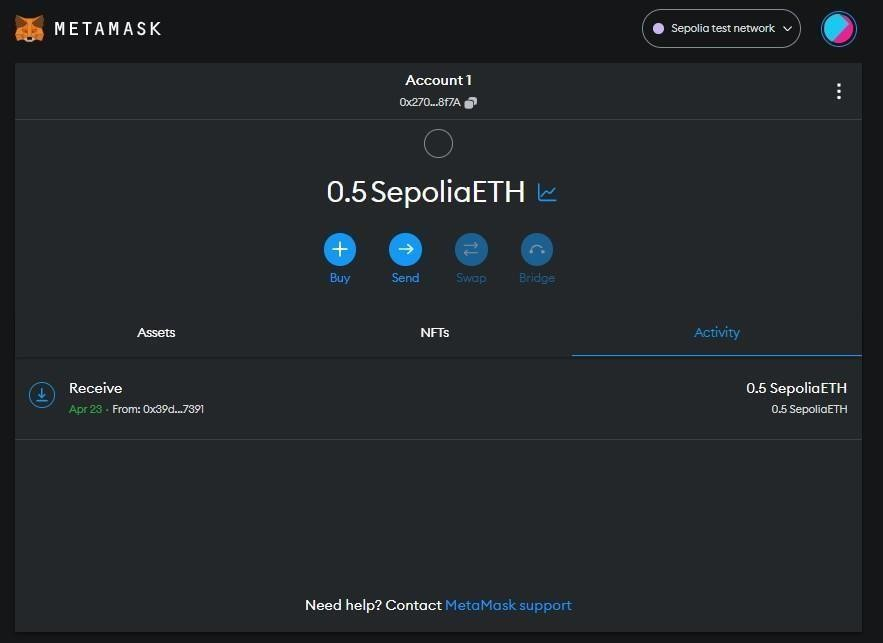 METAMASK
Sepolia test network
Account 1
0x270...8f7A
0.5 SepoliaETH
Buy Send Swap Bridge
Assets NFTs Activity
Receive 0.5 SepoliaETH
Apr 23 · From: 0x39d...7391 0.5 SepoliaETH
Need help? Contact MetaMask support